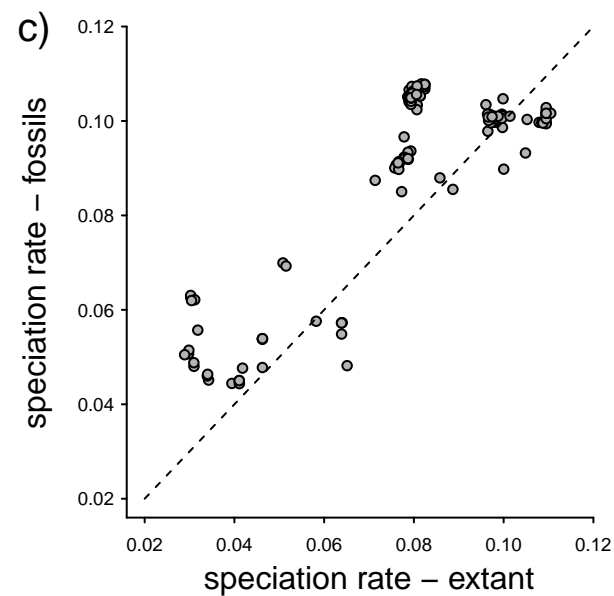 c)
0.12
0.10
0.08
0.06
0.04
0.02
speciation rate – fossils
0.02 0.04 0.06 0.08 0.10 0.12
speciation rate – extant